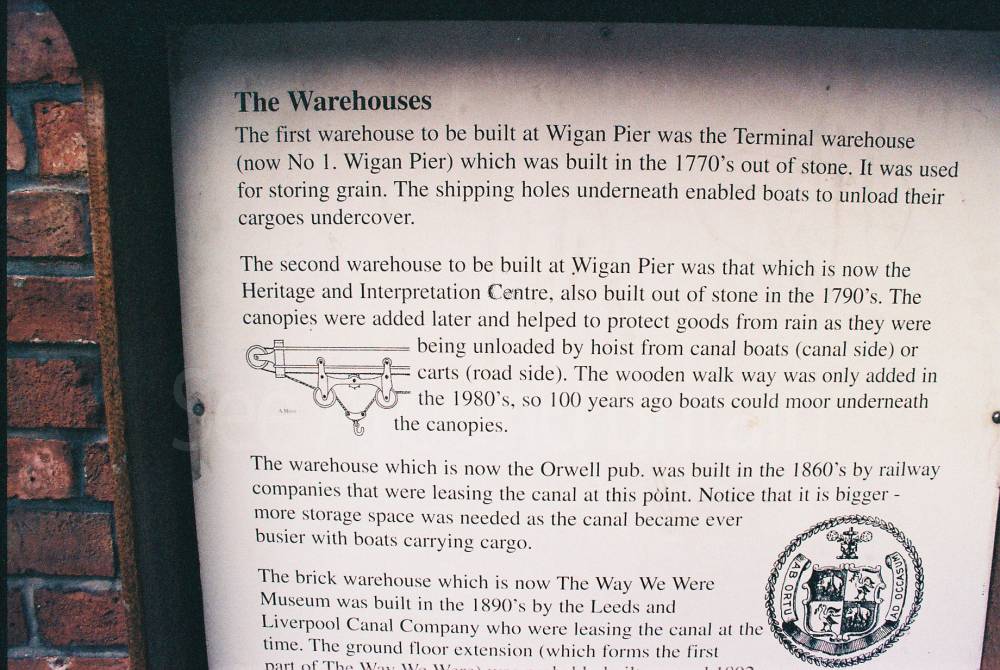 The Warehouses
The first warehouse to be built at Wigan Pier was the Terminal warehouse
(now No 1. Wigan Pier) which was built in the 1770's out of stone. It was used
for storing grain. The shipping holes underneath enabled boats to unload their
cargoes undercover.
The second warehouse to be built at Wigan Pier was that which is now the
Heritage and Interpretation Centre, also built out of stone in the 1790's. The
canopies were added later and helped to protect goods from rain as they were
being unloaded by hoist from canal boats (canal side) or
carts (road side). The wooden walk way was only added in
the 1980's, so 100 years ago boats could moor underneath
the canopies.
The warehouse which is now the Orwell pub. was built in the 1860's by railway
companies that were leasing the canal at this point. Notice that it is bigger -
more storage space was needed as the canal became ever
busier with boats carrying cargo.
The brick warehouse which is now The Way We Were
Museum was built in the 1890's by the Leeds and
Liverpool Canal Company who were leasing the canal at the
time. The ground floor extension (which forms the first
part of The Way We Were)
AB ORTU
AD OCCASUM